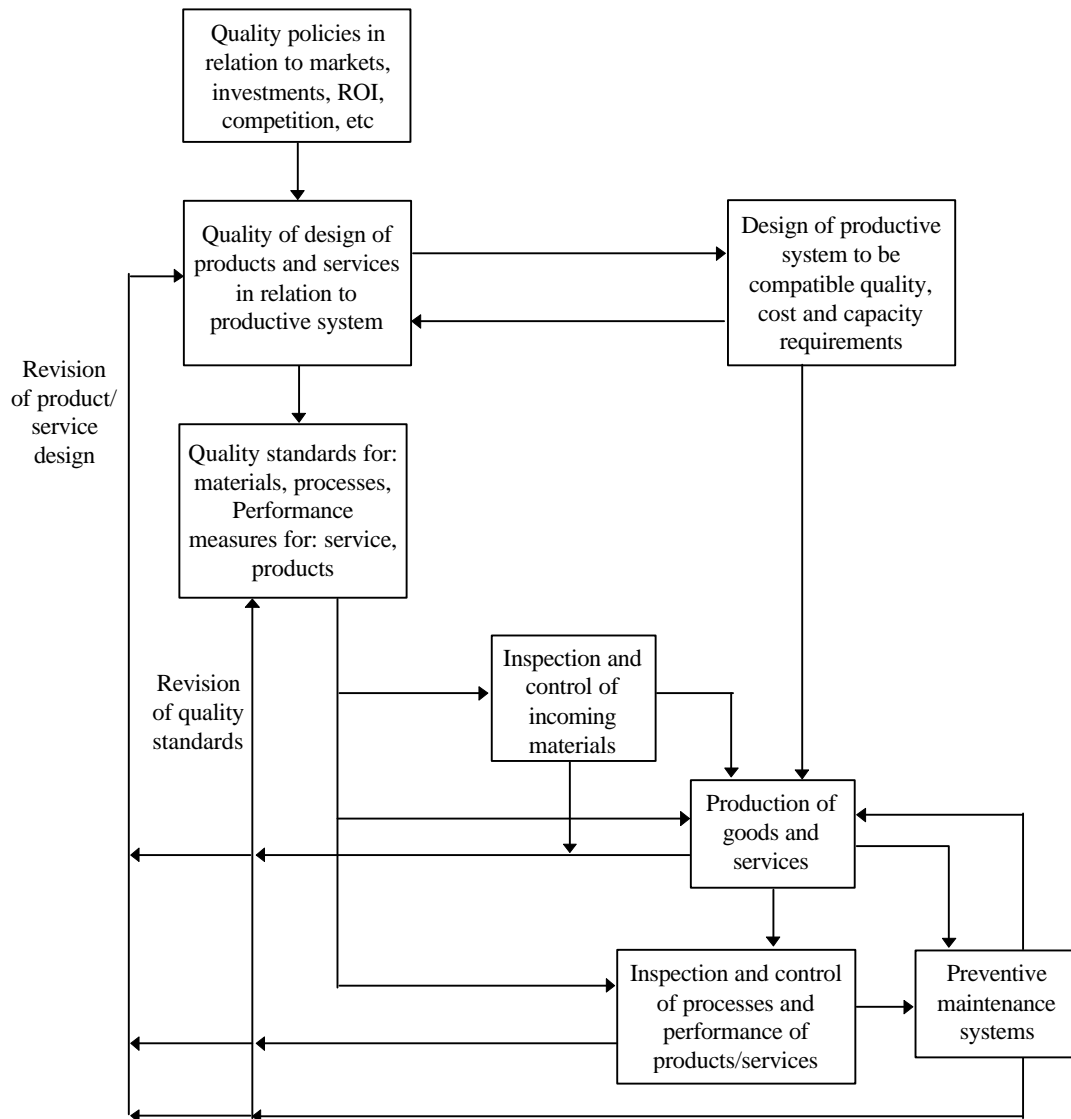 Quality policies in
relation to markets,
investments, ROI,
competition, etc
Quality of design of
products and services
in relation to
productive system
Design of productive
system to be
compatible quality,
cost and capacity
requirements
Revision
of product/
service
design
Quality standards for:
materials, processes,
Performance
measures for: service,
products
Revision
of quality
standards
Inspection and
control of
incoming
materials
Production of
goods and
services
Inspection and control
of processes and
performance of
products/services
Preventive
maintenance
systems